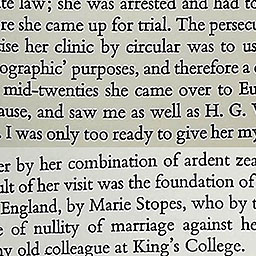 te law; she was arrested and had to
re she came up for trial. The persecu
ise her clinic by circular was to us
ographic' purposes, and therefore a
mid-twenties she came over to Eu
ause, and saw me as well as H. G. W
I was only too ready to give her my
er by her combination of ardent zea
ult of her visit was the foundation of
England, by Marie Stopes, who by t
e of nullity of marriage against he
ny old colleague at King's College.